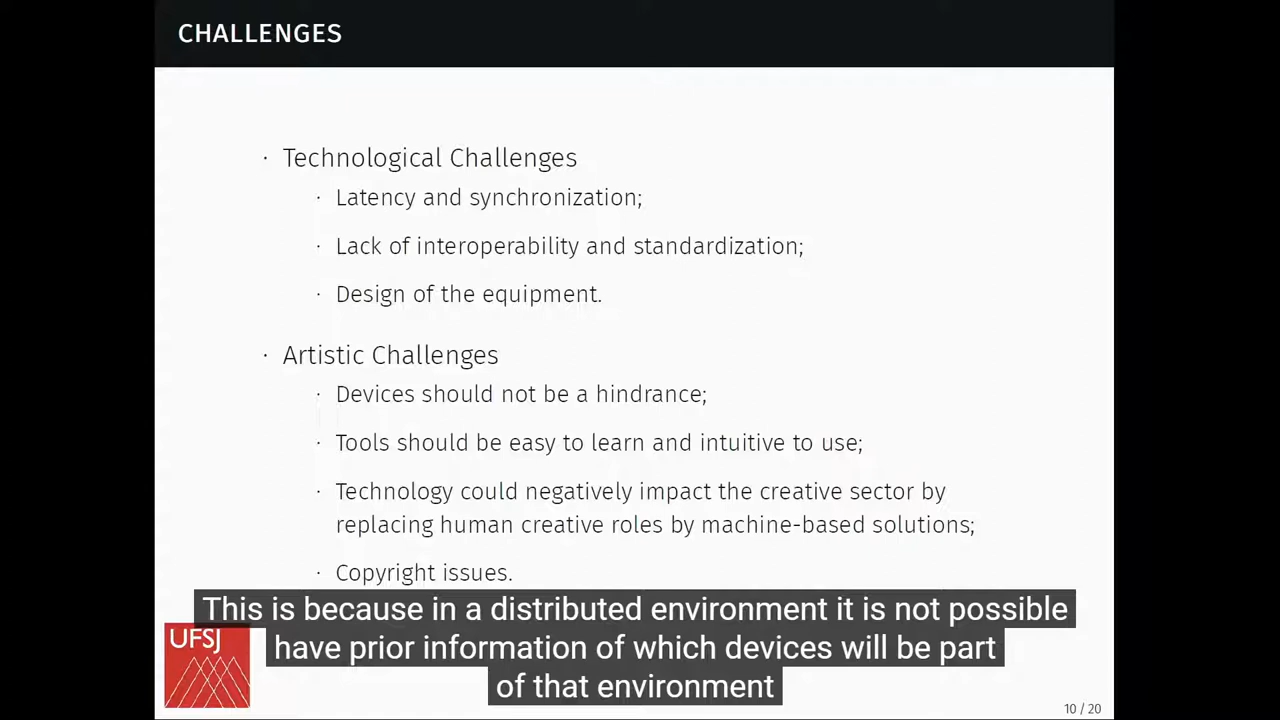 CHALLENGES
· Technological Challenges
· Latency and synchronization;
· Lack of interoperability and standardization;
· Design of the equipment.
· Artistic Challenges
· Devices should not be a hindrance;
· Tools should be easy to learn and intuitive to use;
· Technology could negatively impact the creative sector by
replacing human creative roles by machine-based solutions;
· Copyright issues.
This is because in a distributed environment it is not possible
have prior information of which devices will be part
of that environment
UFSJ
10 / 20